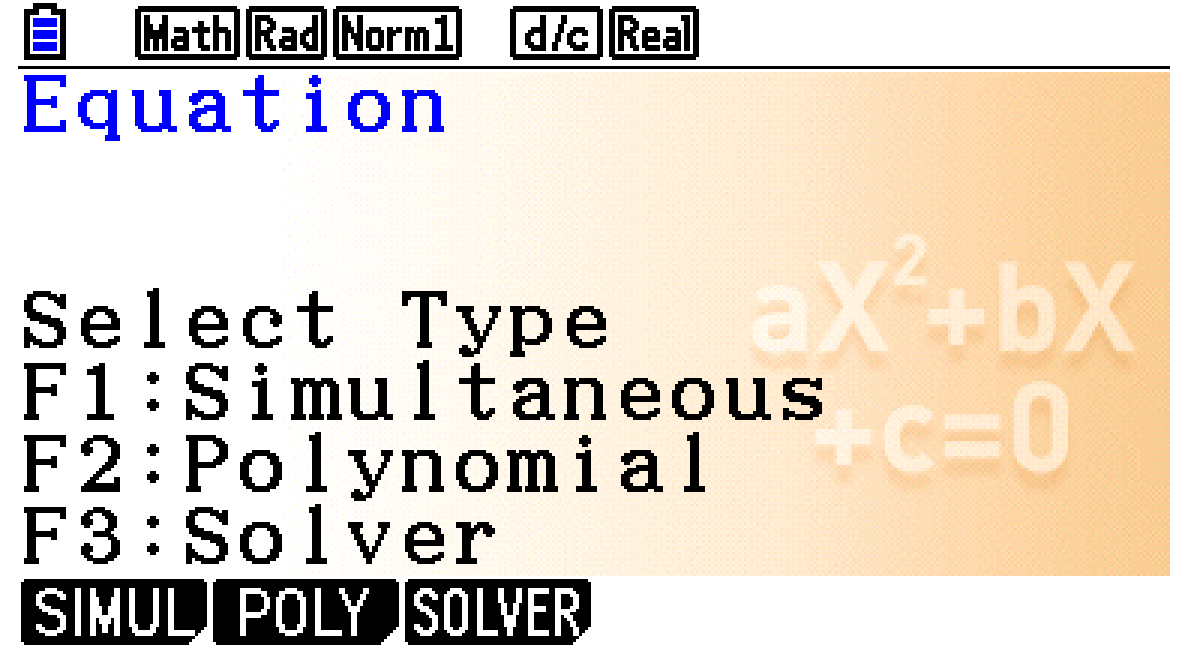 Math Rad Norm1 d/c Real
Equation
Select Type
F1:Simultaneous
F2:Polynomial
F3:Solver
aX²+bX
+c=0
SIMUL POLY SOLVER